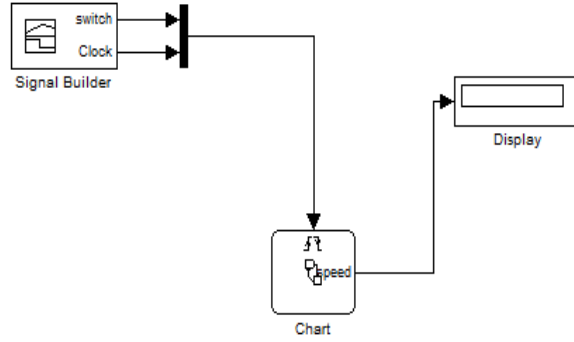 switch
Clock
Signal Builder
Display
speed
Chart